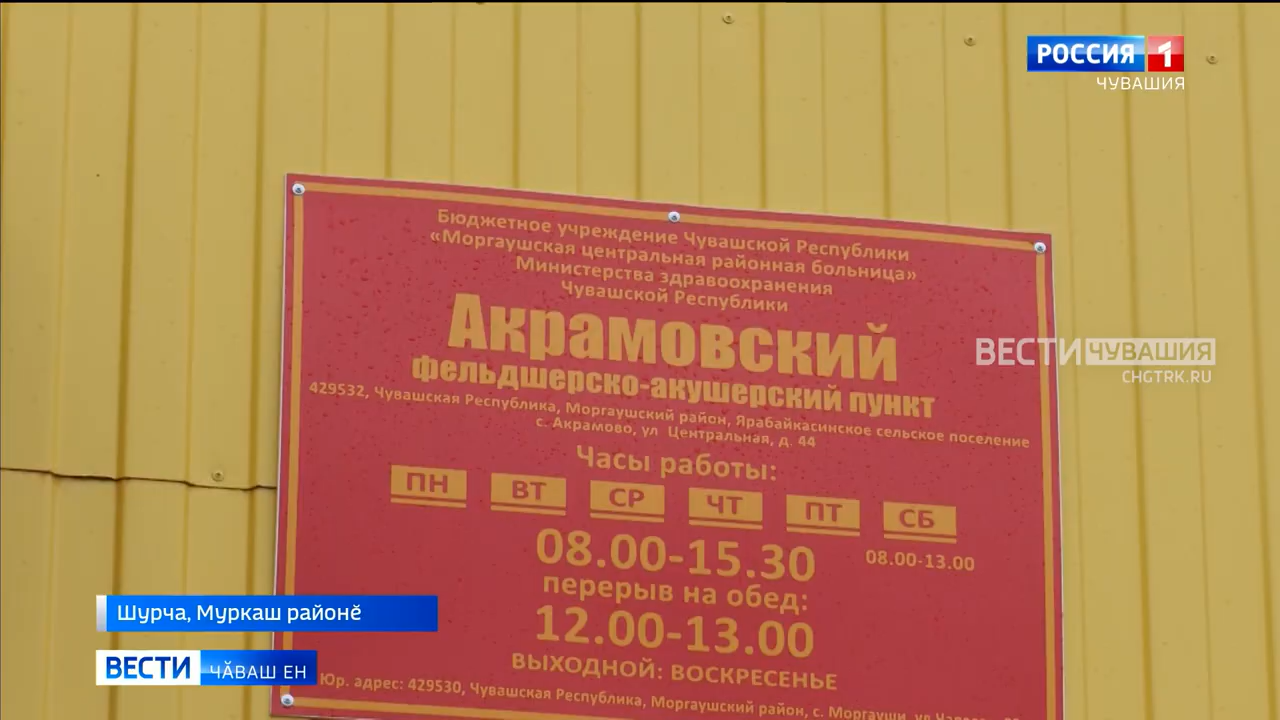 РОССИЯ 1
ЧУВАШИЯ
Бюджетное учреждение Чувашской Республики
«Моргаушская центральная районная больница»
Министерства здравоохранения
Чувашской Республики
Акрамовский
фельдшерско-акушерский пункт
429532, Чувашская Республика, Моргаушский район, Ярабайкасинское сельское поселение
с. Акрамово, ул Центральная, д. 44
ВЕСТИ ЧУВАШИЯ
CHGTRK.RU
Часы работы:
ПН ВТ СР ЧТ ПТ СБ
08.00-15.30 08.00-13.00
перерыв на обед:
12.00-13.00
ВЫХОДНОЙ: ВОСКРЕСЕНЬЕ
Юр. адрес: 429530, Чувашская Республика, Моргаушский район, с. Моргауши, ул
Шурча, Муркаш районӗ
ВЕСТИ ЧӐВАШ ЕН